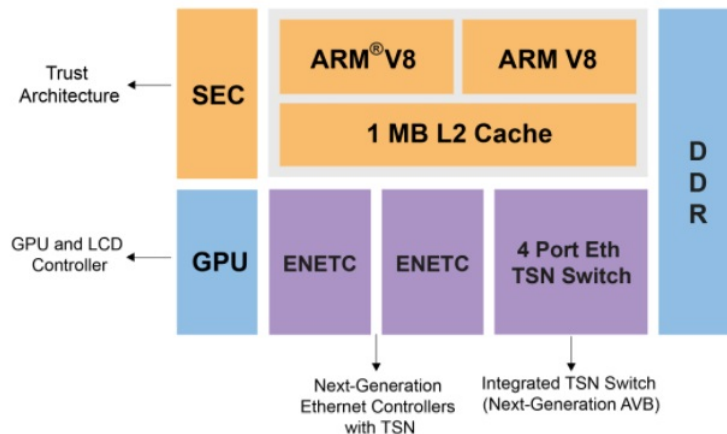 Trust
Architecture
SEC
ARM® V8
ARM V8
1 MB L2 Cache
D
D
R
GPU and LCD
Controller
GPU
ENETC
ENETC
4 Port Eth
TSN Switch
Next-Generation
Ethernet Controllers
with TSN
Integrated TSN Switch
(Next-Generation AVB)